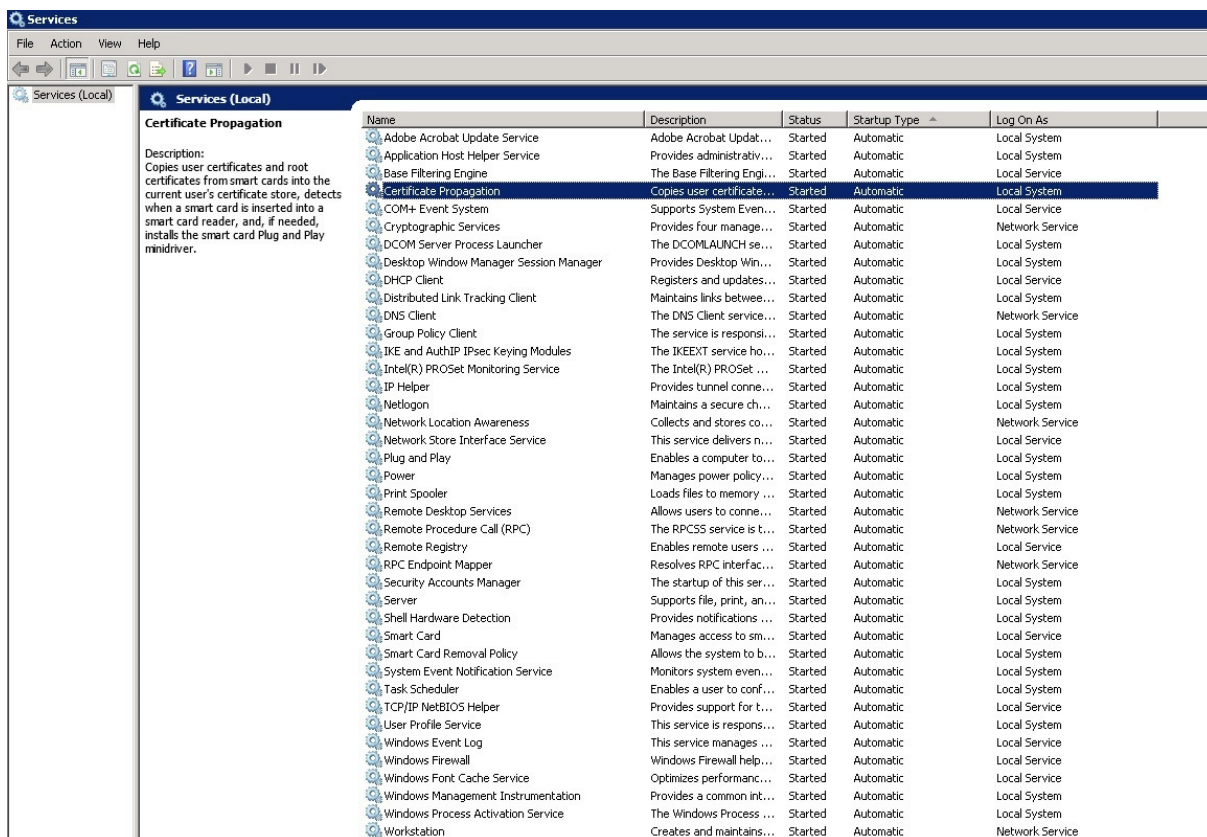 Services
File Action View Help
Services (Local)
Services (Local)
Certificate Propagation
Description:
Copies user certificates and root
certificates from smart cards into the
current user's certificate store, detects
when a smart card is inserted into a
smart card reader, and, if needed,
installs the smart card Plug and Play
minidriver.
Name Description Status Startup Type Log On As
Adobe Acrobat Update Service Adobe Acrobat Updat... Started Automatic Local System
Application Host Helper Service Provides administrativ... Started Automatic Local System
Base Filtering Engine The Base Filtering Engi... Started Automatic Local Service
Certificate Propagation Copies user certificate... Started Automatic Local System
COM+ Event System Supports System Even... Started Automatic Local Service
Cryptographic Services Provides four manage... Started Automatic Network Service
DCOM Server Process Launcher The DCOMLAUNCH se... Started Automatic Local System
Desktop Window Manager Session Manager Provides Desktop Win... Started Automatic Local System
DHCP Client Registers and updates... Started Automatic Local Service
Distributed Link Tracking Client Maintains links betwee... Started Automatic Local System
DNS Client The DNS Client service... Started Automatic Network Service
Group Policy Client The service is responsi... Started Automatic Local System
IKE and AuthIP IPsec Keying Modules The IKEEXT service ho... Started Automatic Local System
Intel(R) PROSet Monitoring Service The Intel(R) PROSet ... Started Automatic Local System
IP Helper Provides tunnel conne... Started Automatic Local System
Netlogon Maintains a secure ch... Started Automatic Local System
Network Location Awareness Collects and stores co... Started Automatic Network Service
Network Store Interface Service This service delivers n... Started Automatic Local Service
Plug and Play Enables a computer to... Started Automatic Local System
Power Manages power policy... Started Automatic Local System
Print Spooler Loads files to memory ... Started Automatic Local System
Remote Desktop Services Allows users to conne... Started Automatic Network Service
Remote Procedure Call (RPC) The RPCSS service is t... Started Automatic Network Service
Remote Registry Enables remote users ... Started Automatic Local Service
RPC Endpoint Mapper Resolves RPC interfac... Started Automatic Network Service
Security Accounts Manager The startup of this ser... Started Automatic Local System
Server Supports file, print, an... Started Automatic Local System
Shell Hardware Detection Provides notifications ... Started Automatic Local System
Smart Card Manages access to sm... Started Automatic Local Service
Smart Card Removal Policy Allows the system to b... Started Automatic Local System
System Event Notification Service Monitors system even... Started Automatic Local System
Task Scheduler Enables a user to conf... Started Automatic Local System
TCP/IP NetBIOS Helper Provides support for t... Started Automatic Local Service
User Profile Service This service is respons... Started Automatic Local System
Windows Event Log This service manages ... Started Automatic Local Service
Windows Firewall Windows Firewall help... Started Automatic Local Service
Windows Font Cache Service Optimizes performanc... Started Automatic Local Service
Windows Management Instrumentation Provides a common int... Started Automatic Local System
Windows Process Activation Service The Windows Process ... Started Automatic Local System
Workstation Creates and maintains... Started Automatic Network Service